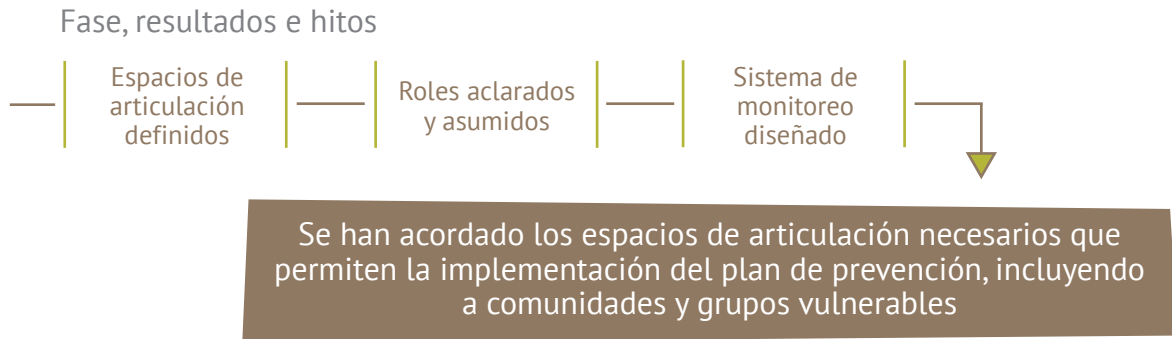 Fase, resultados e hitos
Espacios de
articulación
definidos
Roles aclarados
y asumidos
Sistema de
monitoreo
diseñado
Se han acordado los espacios de articulación necesarios que
permiten la implementación del plan de prevención, incluyendo
a comunidades y grupos vulnerables